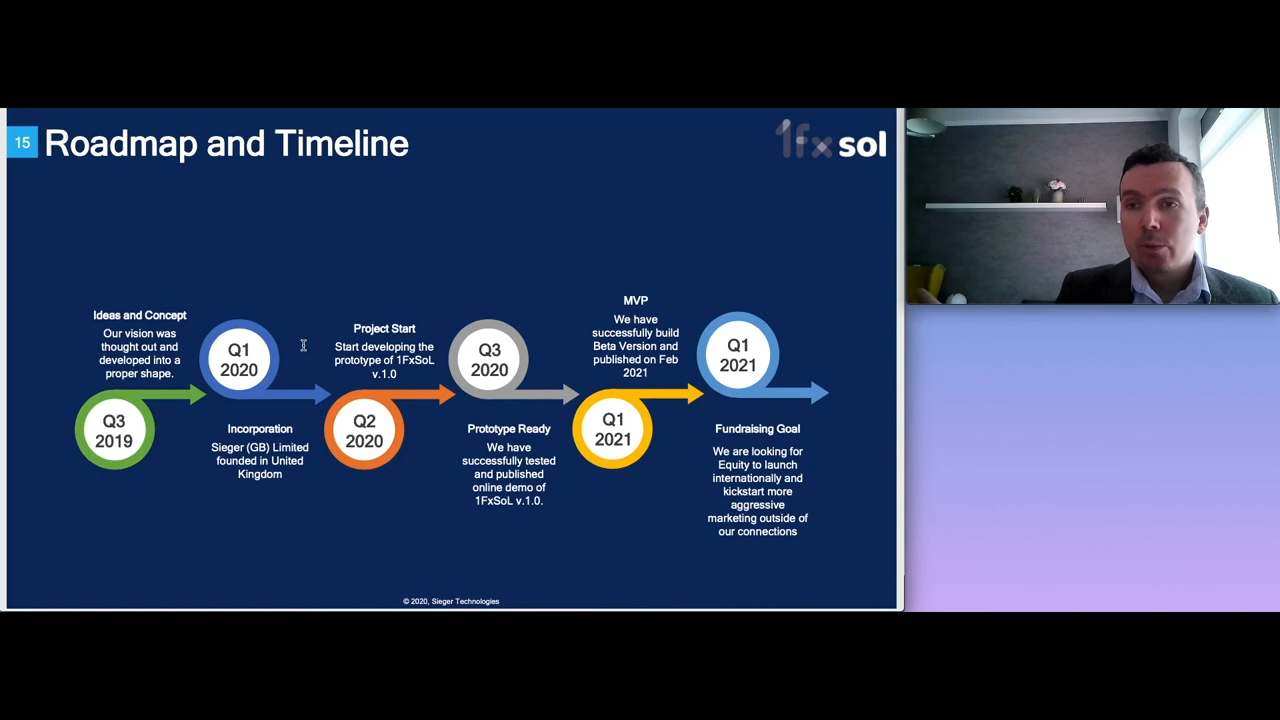 15 Roadmap and Timeline
1fx sol
Ideas and Concept
Our vision was
thought out and
developed into a
proper shape.
Q3
2019
Q1
2020
Incorporation
Sieger (GB) Limited
founded in United
Kingdom
Project Start
Start developing the
prototype of 1FxSoL
v.1.0
Q2
2020
Q3
2020
Prototype Ready
We have
successfully tested
and published
online demo of
1FxSoL v.1.0.
MVP
We have
successfully build
Beta Version and
published on Feb
2021
Q1
2021
Q1
2021
Fundraising Goal
We are looking for
Equity to launch
internationally and
kickstart more
aggressive
marketing outside of
our connections
© 2020, Sieger Technologies